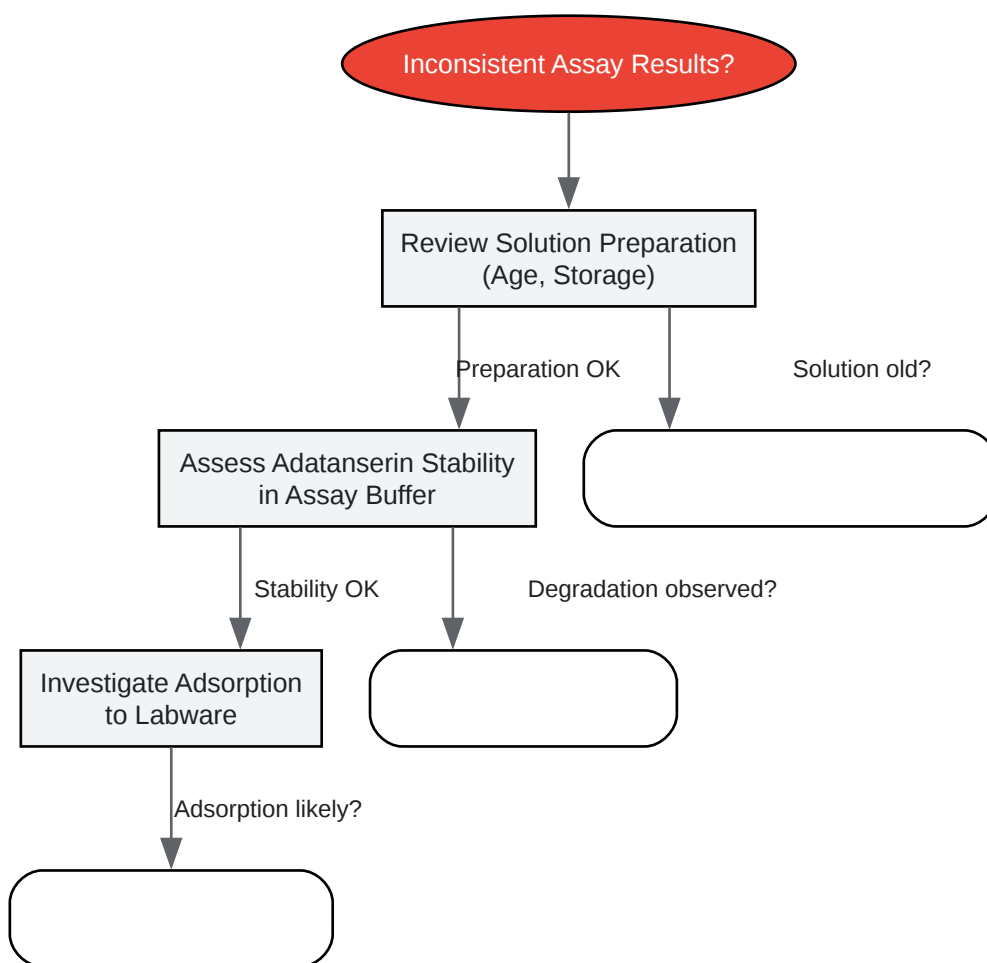 Inconsistent Assay Results?
Review Solution Preparation
(Age, Storage)
Preparation OK
Solution old?
Assess Adatanserin Stability
in Assay Buffer
Stability OK
Degradation observed?
Investigate Adsorption
to Labware
Adsorption likely?